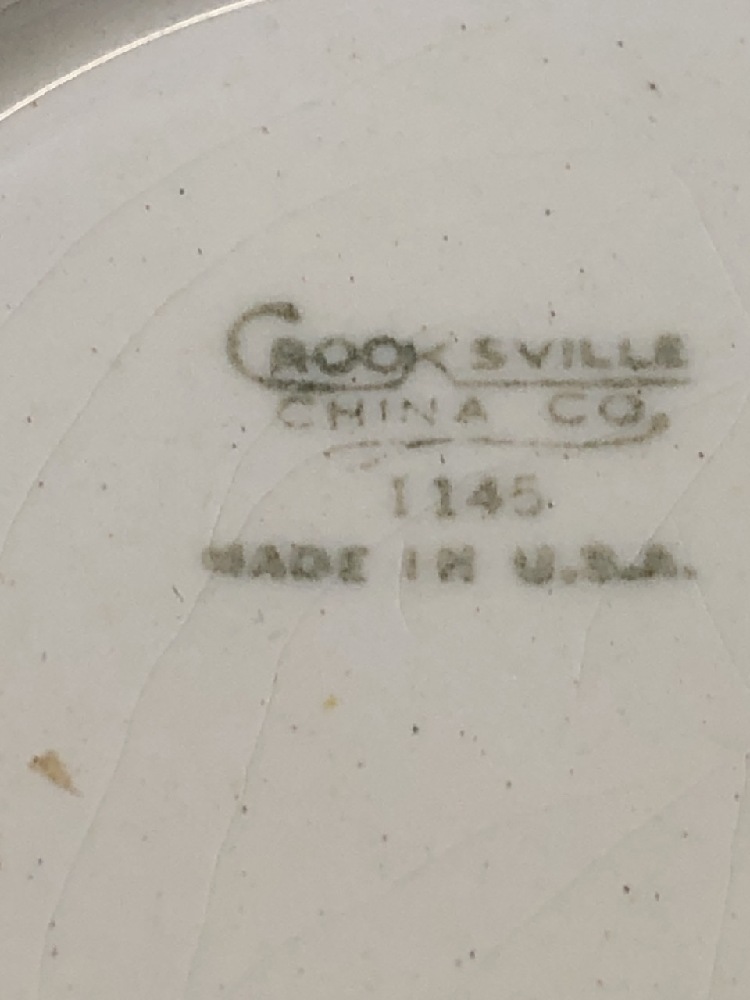 CROOKSVILLE
CHINA CO.
1145
MADE IN U.S.A.